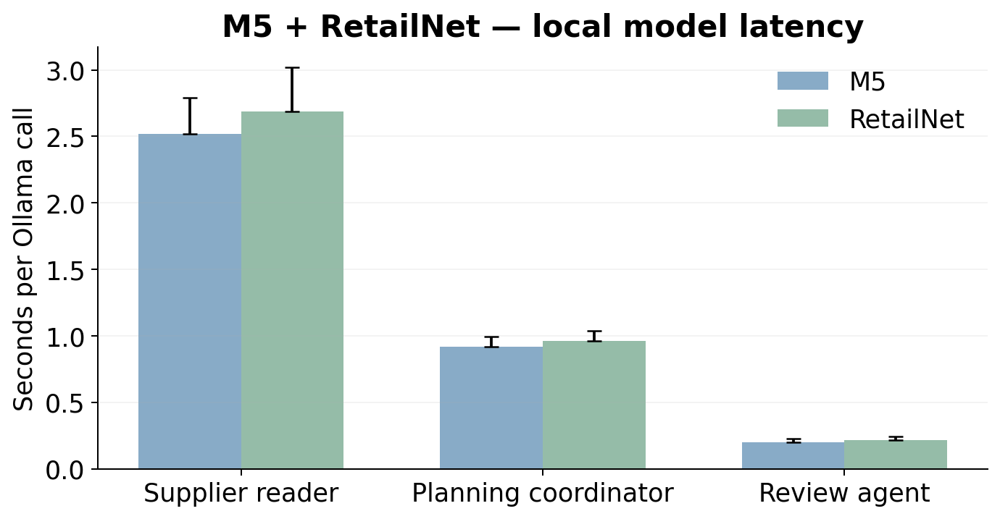 M5 + RetailNet — local model latency
Seconds per Ollama call
3.0
2.5
2.0
1.5
1.0
0.5
0.0
M5
RetailNet
Supplier reader
Planning coordinator
Review agent